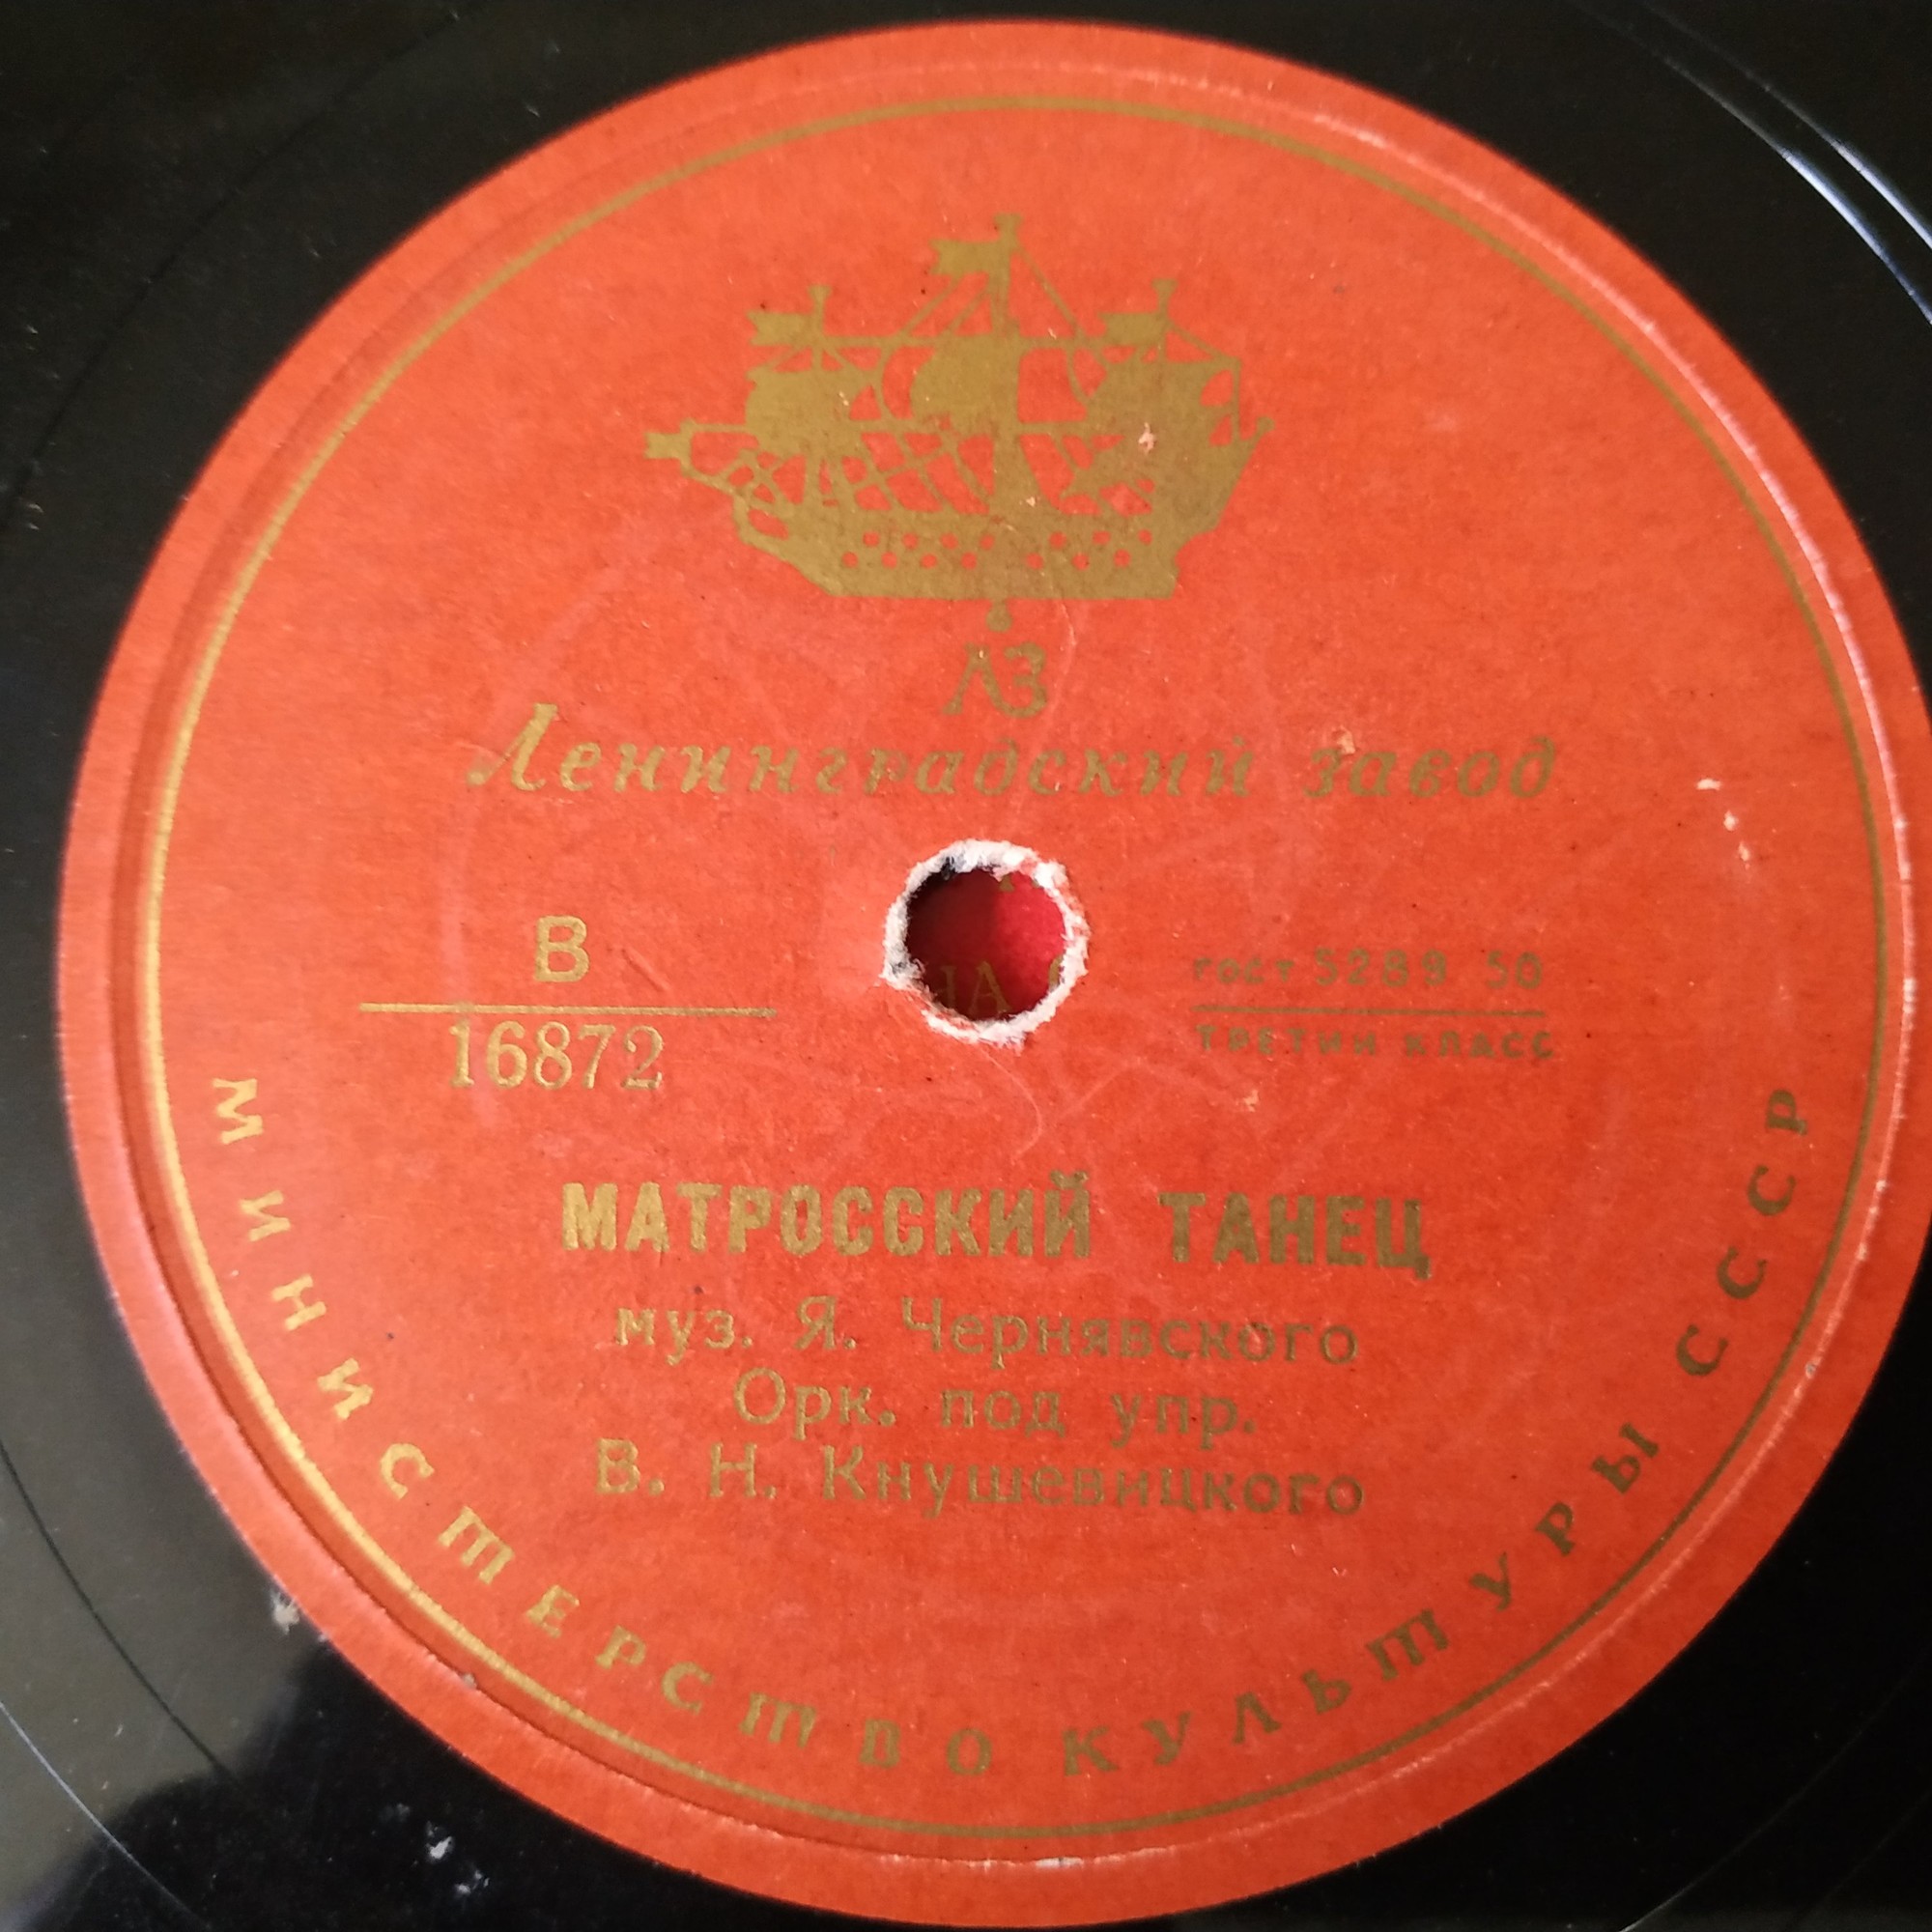 ЛЗ
Ленинградский завод
В
16872
ГОСТ 5289 50
ТРЕТИЙ КЛАСС
МАТРОССКИЙ ТАНЕЦ
муз. Я. Чернявского
Орк. под упр.
В. Н. Кнушевицкого
МИНИСТЕРСТВО КУЛЬТУРЫ СССР